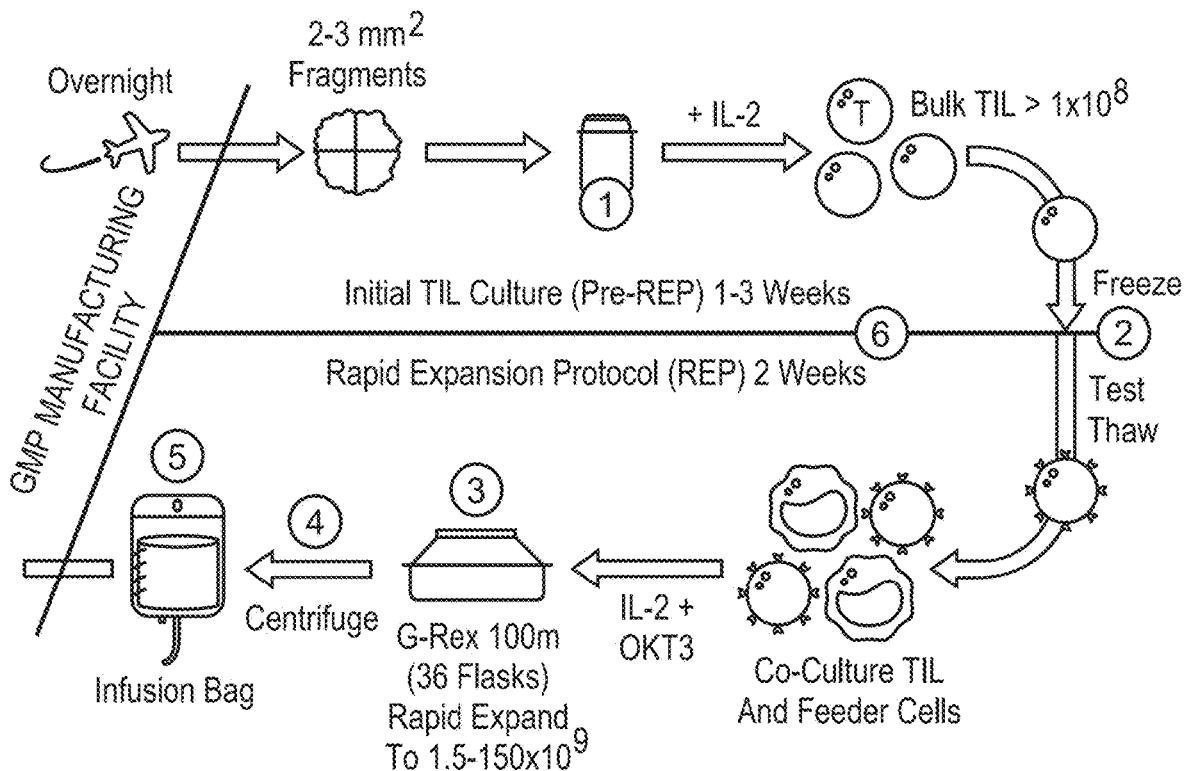 Overnight
2-3 mm²
Fragments
1
+ IL-2
T
Bulk TIL > 1x10⁸
Freeze
GMP MANUFACTURING
FACILITY
Initial TIL Culture (Pre-REP) 1-3 Weeks
6
2
Rapid Expansion Protocol (REP) 2 Weeks
Test
Thaw
5
Infusion Bag
4
Centrifuge
3
G-Rex 100m
(36 Flasks)
Rapid Expand
To 1.5-150x10⁹
IL-2 +
OKT3
Co-Culture TIL
And Feeder Cells